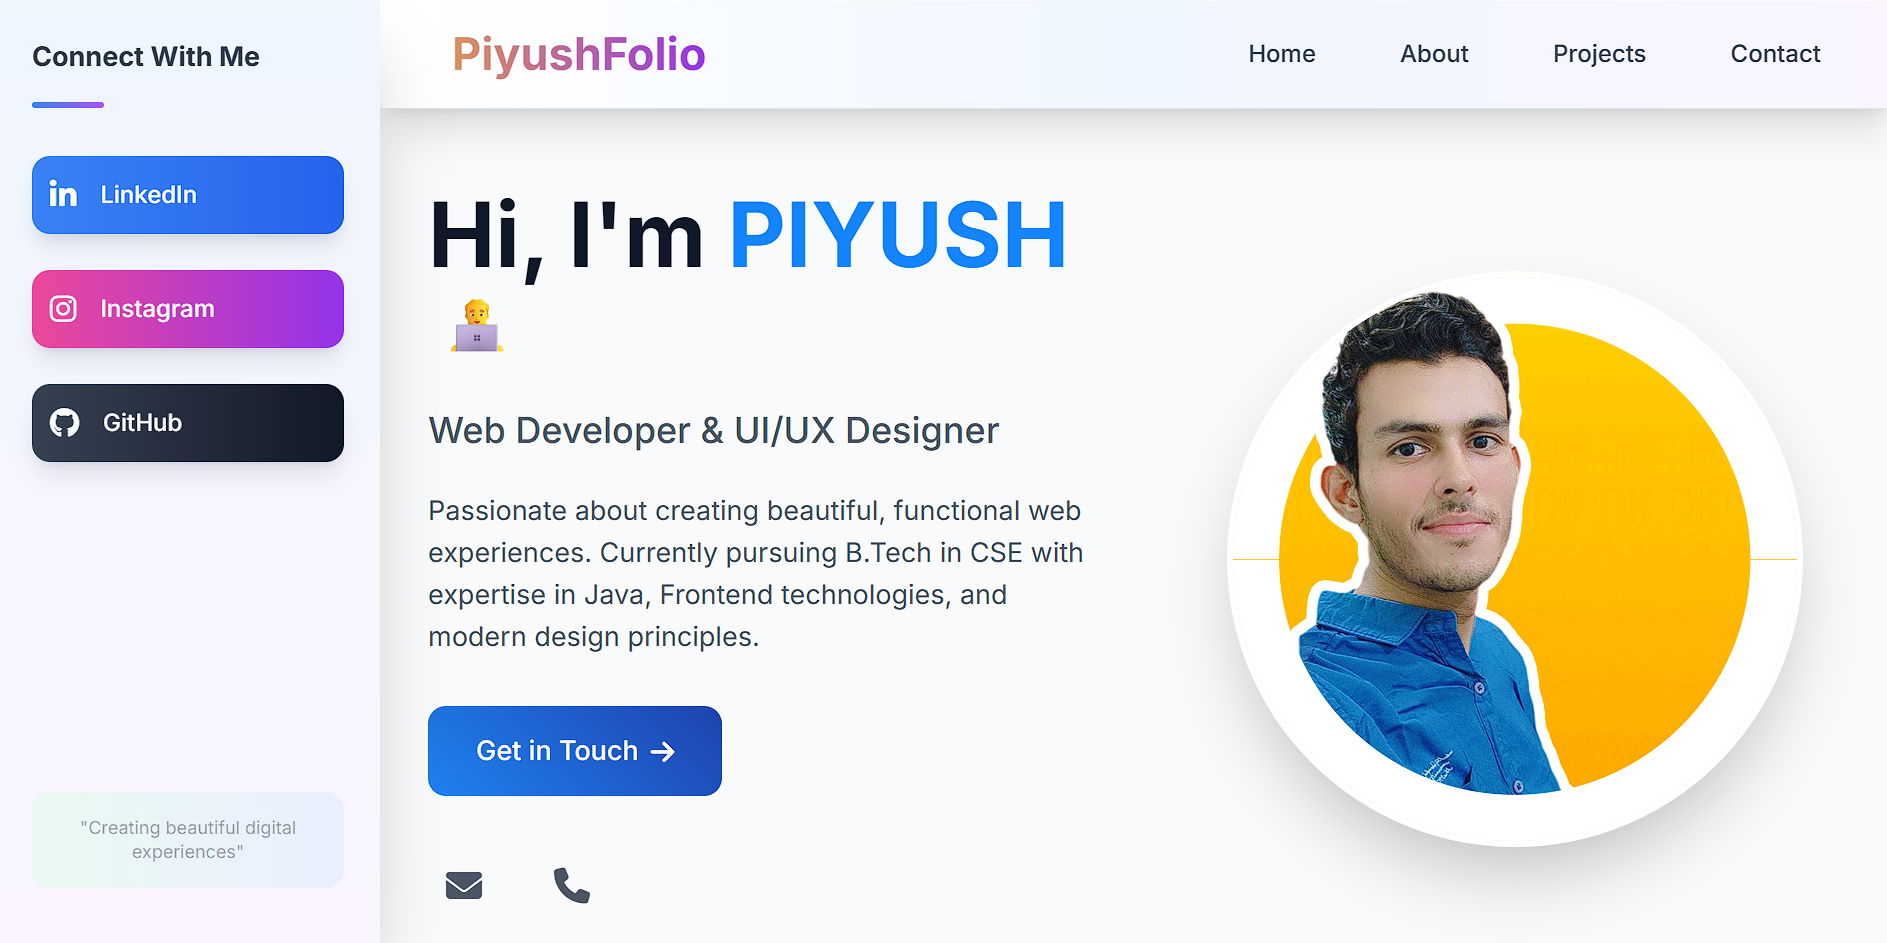 Connect With Me
LinkedIn
Instagram
GitHub
"Creating beautiful digital
experiences"
PiyushFolio
Home
About
Projects
Contact
Hi, I'm PIYUSH
Web Developer & UI/UX Designer
Passionate about creating beautiful, functional web
experiences. Currently pursuing B.Tech in CSE with
expertise in Java, Frontend technologies, and
modern design principles.
Get in Touch →